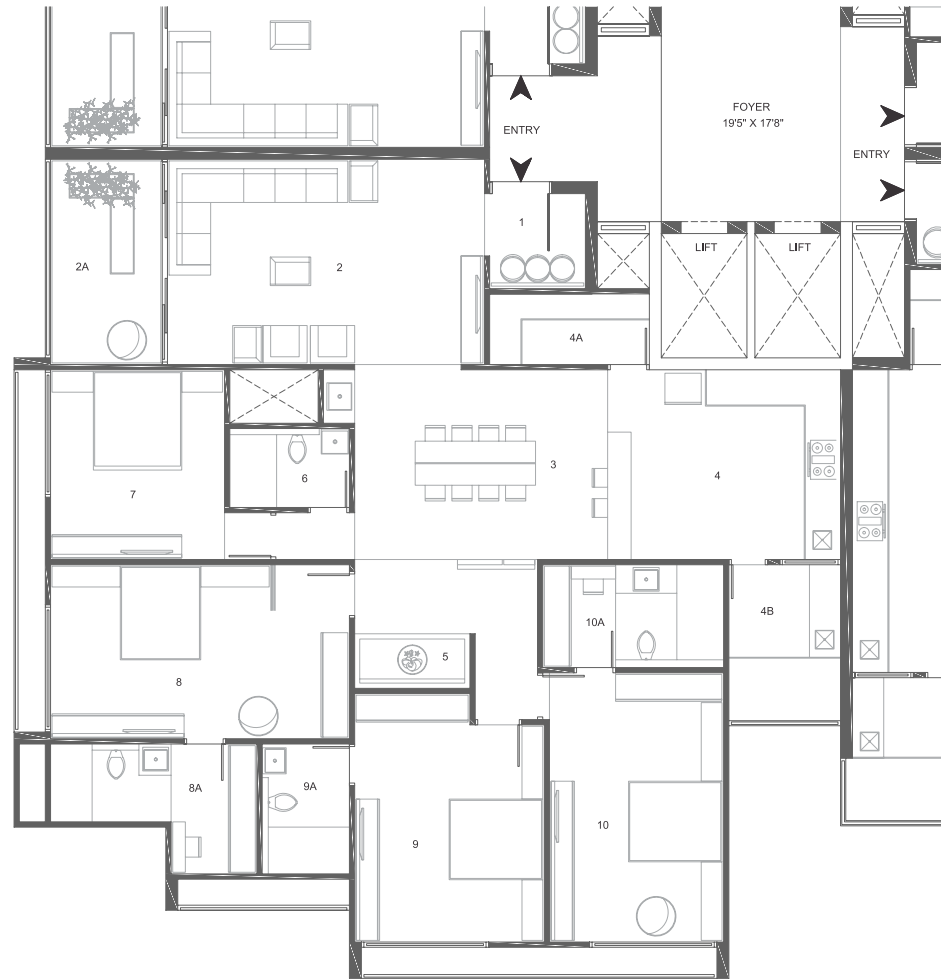 FOYER
19'5" X 17'8"
ENTRY
ENTRY
1
LIFT
LIFT
2A
2
4A
3
4
6
7
10A
4B
5
8
8A
9A
9
10